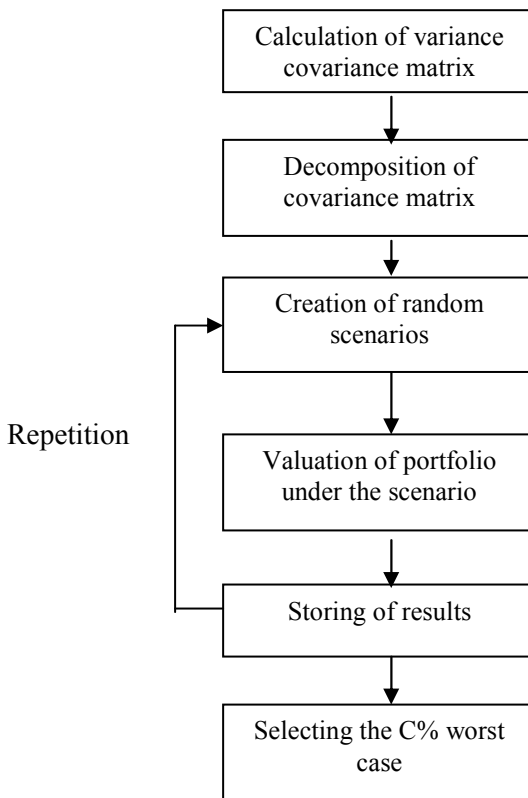 Calculation of variance
covariance matrix
Decomposition of
covariance matrix
Creation of random
scenarios
Repetition
Valuation of portfolio
under the scenario
Storing of results
Selecting the C% worst
case